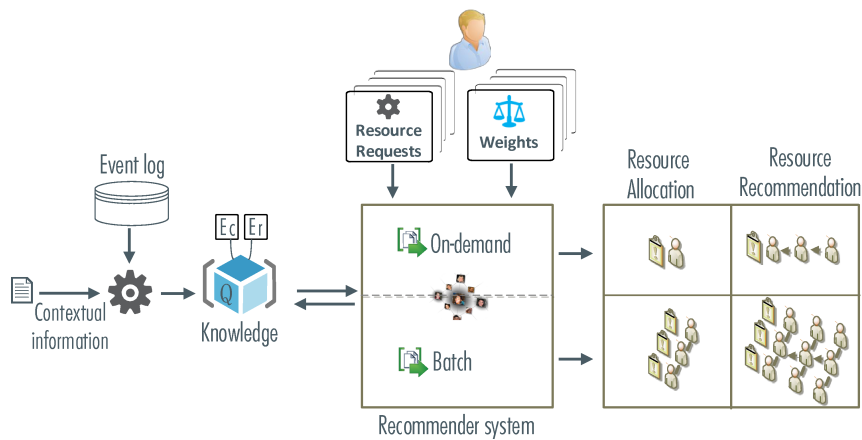 Resource
Requests
Weights
Event log
Ec
Er
Q
Contextual
information
Knowledge
On-demand
Batch
Recommender system
Resource
Allocation
Resource
Recommendation